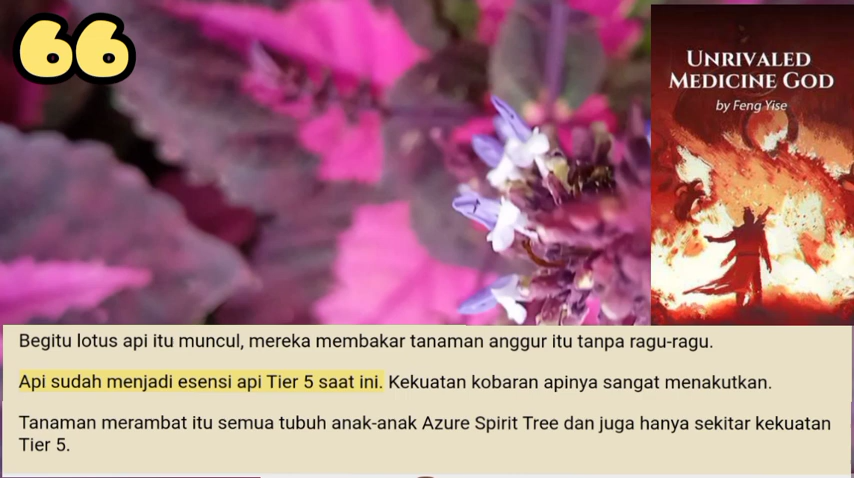 66
UNRIVALED
MEDICINE GOD
by Feng Yise
Begitu lotus api itu muncul, mereka membakar tanaman anggur itu tanpa ragu-ragu.
Api sudah menjadi esensi api Tier 5 saat ini. Kekuatan kobaran apinya sangat menakutkan.
Tanaman merambat itu semua tubuh anak-anak Azure Spirit Tree dan juga hanya sekitar kekuatan
Tier 5.